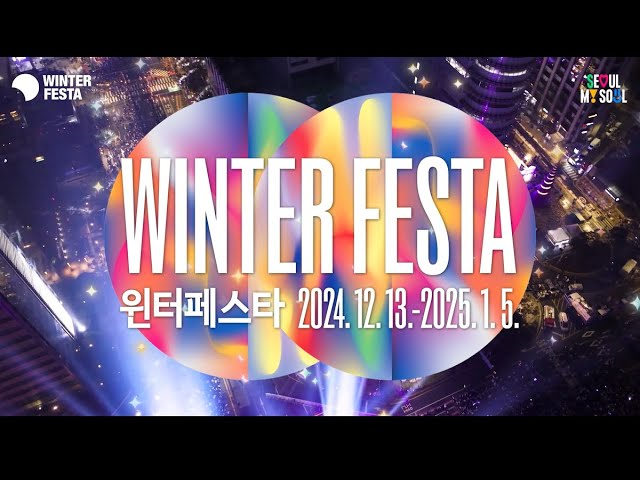 WINTER
FESTA
SEOUL
MY SOUL
WINTER FESTA
윈터페스타 2024. 12. 13.-2025. 1. 5.